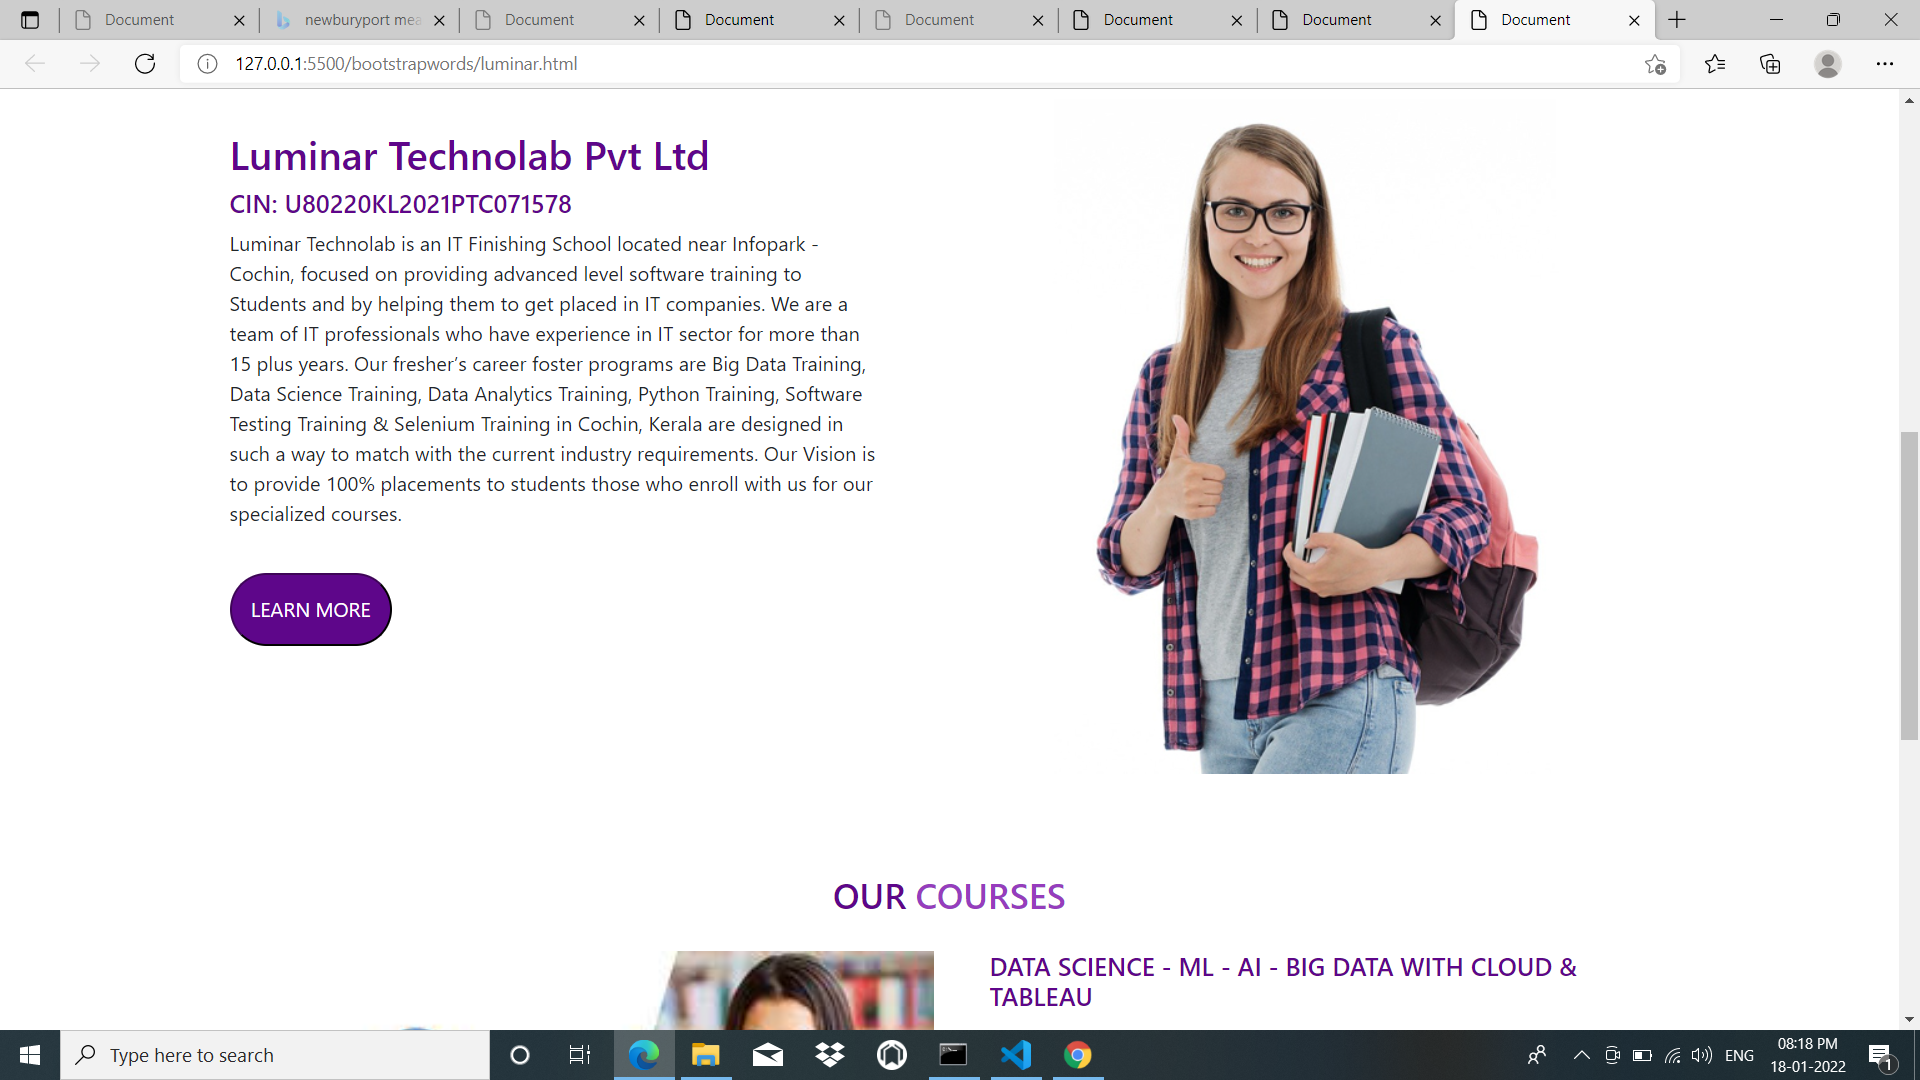 Document
newburyport mea
Document
Document
Document
Document
Document
Document
127.0.0.1:5500/bootstrapwords/luminar.html
Luminar Technolab Pvt Ltd
CIN: U80220KL2021PTC071578
Luminar Technolab is an IT Finishing School located near Infopark -
Cochin, focused on providing advanced level software training to
Students and by helping them to get placed in IT companies. We are a
team of IT professionals who have experience in IT sector for more than
15 plus years. Our fresher’s career foster programs are Big Data Training,
Data Science Training, Data Analytics Training, Python Training, Software
Testing Training & Selenium Training in Cochin, Kerala are designed in
such a way to match with the current industry requirements. Our Vision is
to provide 100% placements to students those who enroll with us for our
specialized courses.
LEARN MORE
OUR COURSES
DATA SCIENCE - ML - AI - BIG DATA WITH CLOUD &
TABLEAU
Type here to search
ENG
08:18 PM
18-01-2022
1